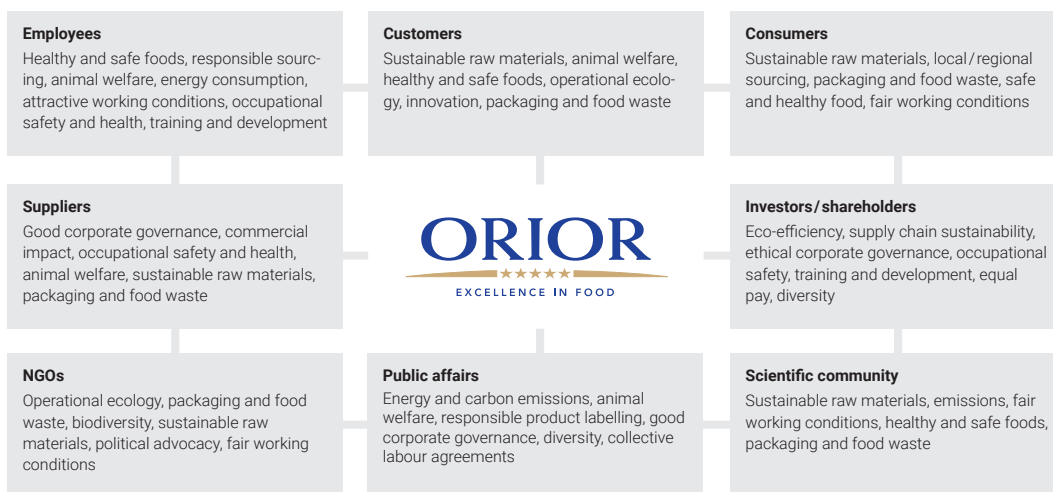 Employees
Healthy and safe foods, responsible sourc-
ing, animal welfare, energy consumption,
attractive working conditions, occupational
safety and health, training and development
Customers
Sustainable raw materials, animal welfare,
healthy and safe foods, operational ecolo-
gy, innovation, packaging and food waste
Consumers
Sustainable raw materials, local/regional
sourcing, packaging and food waste, safe
and healthy food, fair working conditions
Suppliers
Good corporate governance, commercial
impact, occupational safety and health,
animal welfare, sustainable raw materials,
packaging and food waste
ORIOR
EXCELLENCE IN FOOD
Investors/shareholders
Eco-efficiency, supply chain sustainability,
ethical corporate governance, occupational
safety, training and development, equal
pay, diversity
NGOs
Operational ecology, packaging and food
waste, biodiversity, sustainable raw
materials, political advocacy, fair working
conditions
Public affairs
Energy and carbon emissions, animal
welfare, responsible product labelling, good
corporate governance, diversity, collective
labour agreements
Scientific community
Sustainable raw materials, emissions, fair
working conditions, healthy and safe foods,
packaging and food waste